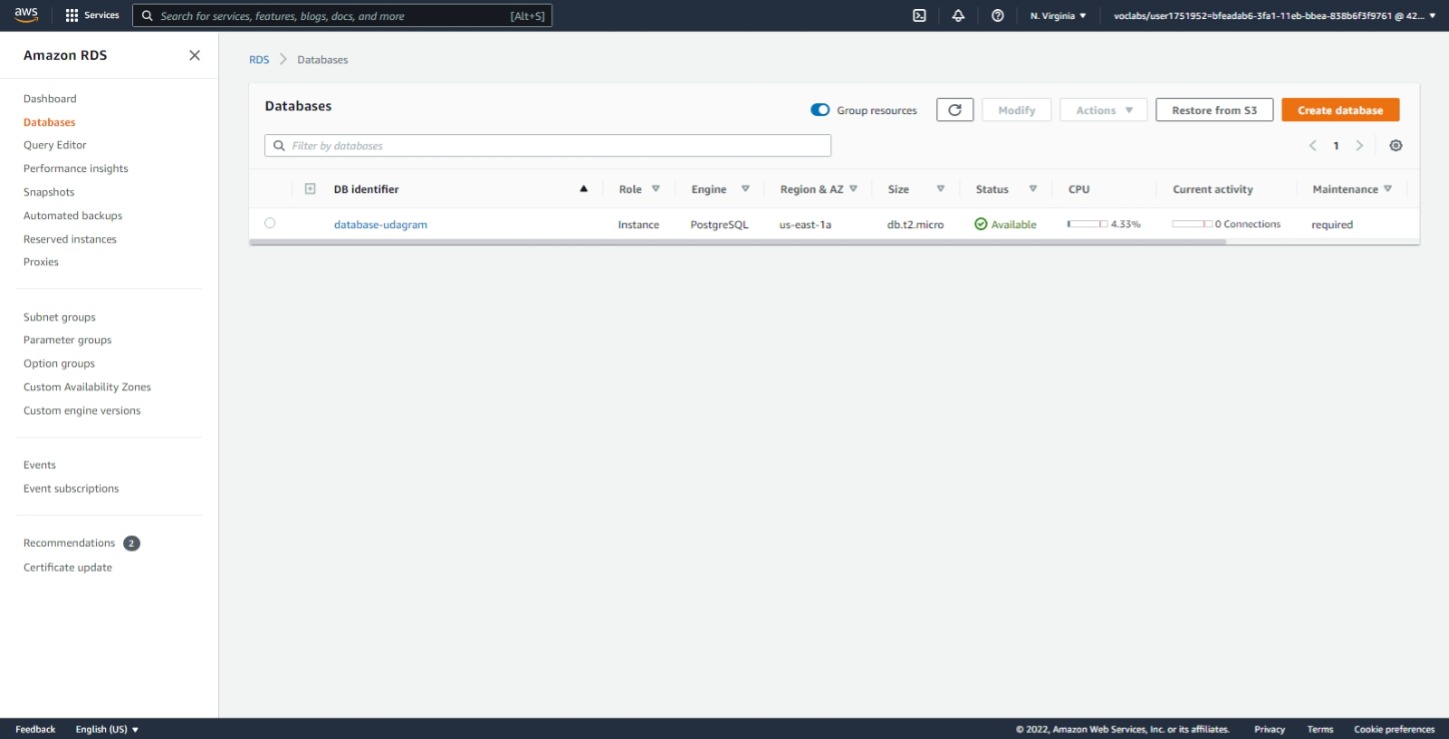 aws Services Search for services, features, blogs, docs, and more [Alt+S] N. Virginia ▼ voclabs/user1751952=bfeadab6-3fa1-11eb-bbea-838b6f3f9761 @ 42... ▼
Amazon RDS
Dashboard
Databases
Query Editor
Performance insights
Snapshots
Automated backups
Reserved instances
Proxies
Subnet groups
Parameter groups
Option groups
Custom Availability Zones
Custom engine versions
Events
Event subscriptions
Recommendations 2
Certificate update
RDS > Databases
Databases Group resources Modify Actions ▼ Restore from S3 Create database
Filter by databases < 1 >
DB identifier Role Engine Region & AZ Size Status CPU Current activity Maintenance
database-udagram Instance PostgreSQL us-east-1a db.t2.micro Available 4.33% 0 Connections required
Feedback English (US) ▼ © 2022, Amazon Web Services, Inc. or its affiliates. Privacy Terms Cookie preferences